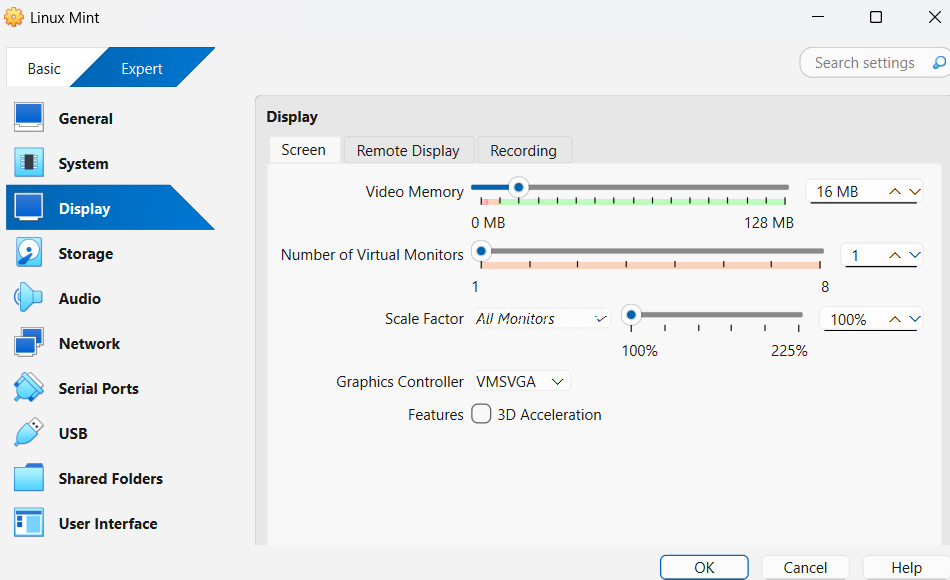 Linux Mint
Basic
Expert
Search settings
General
System
Display
Storage
Audio
Network
Serial Ports
USB
Shared Folders
User Interface
Display
Screen
Remote Display
Recording
Video Memory
16 MB
0 MB
128 MB
Number of Virtual Monitors
1
1
8
Scale Factor
All Monitors
100%
100%
225%
Graphics Controller
VMSVGA
Features
3D Acceleration
OK
Cancel
Help